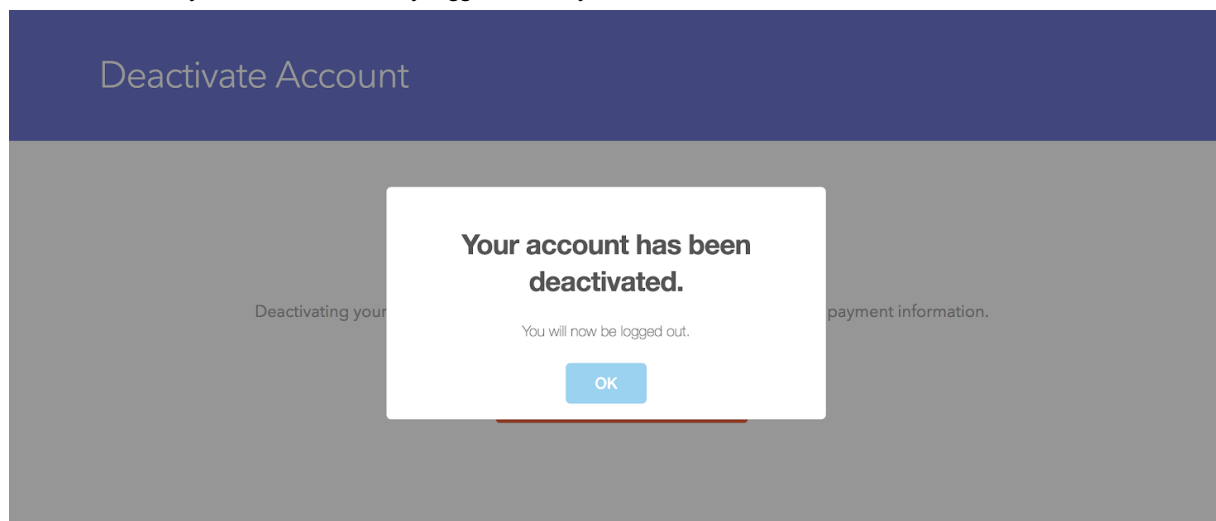 Deactivate Account
Your account has been
deactivated.
Deactivating your
payment information.
You will now be logged out.
OK